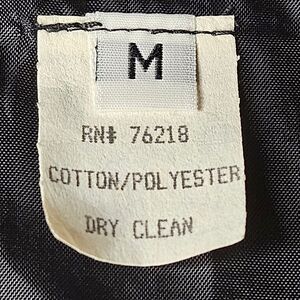 M
RN# 76218
COTTON/POLYESTER
DRY CLEAN